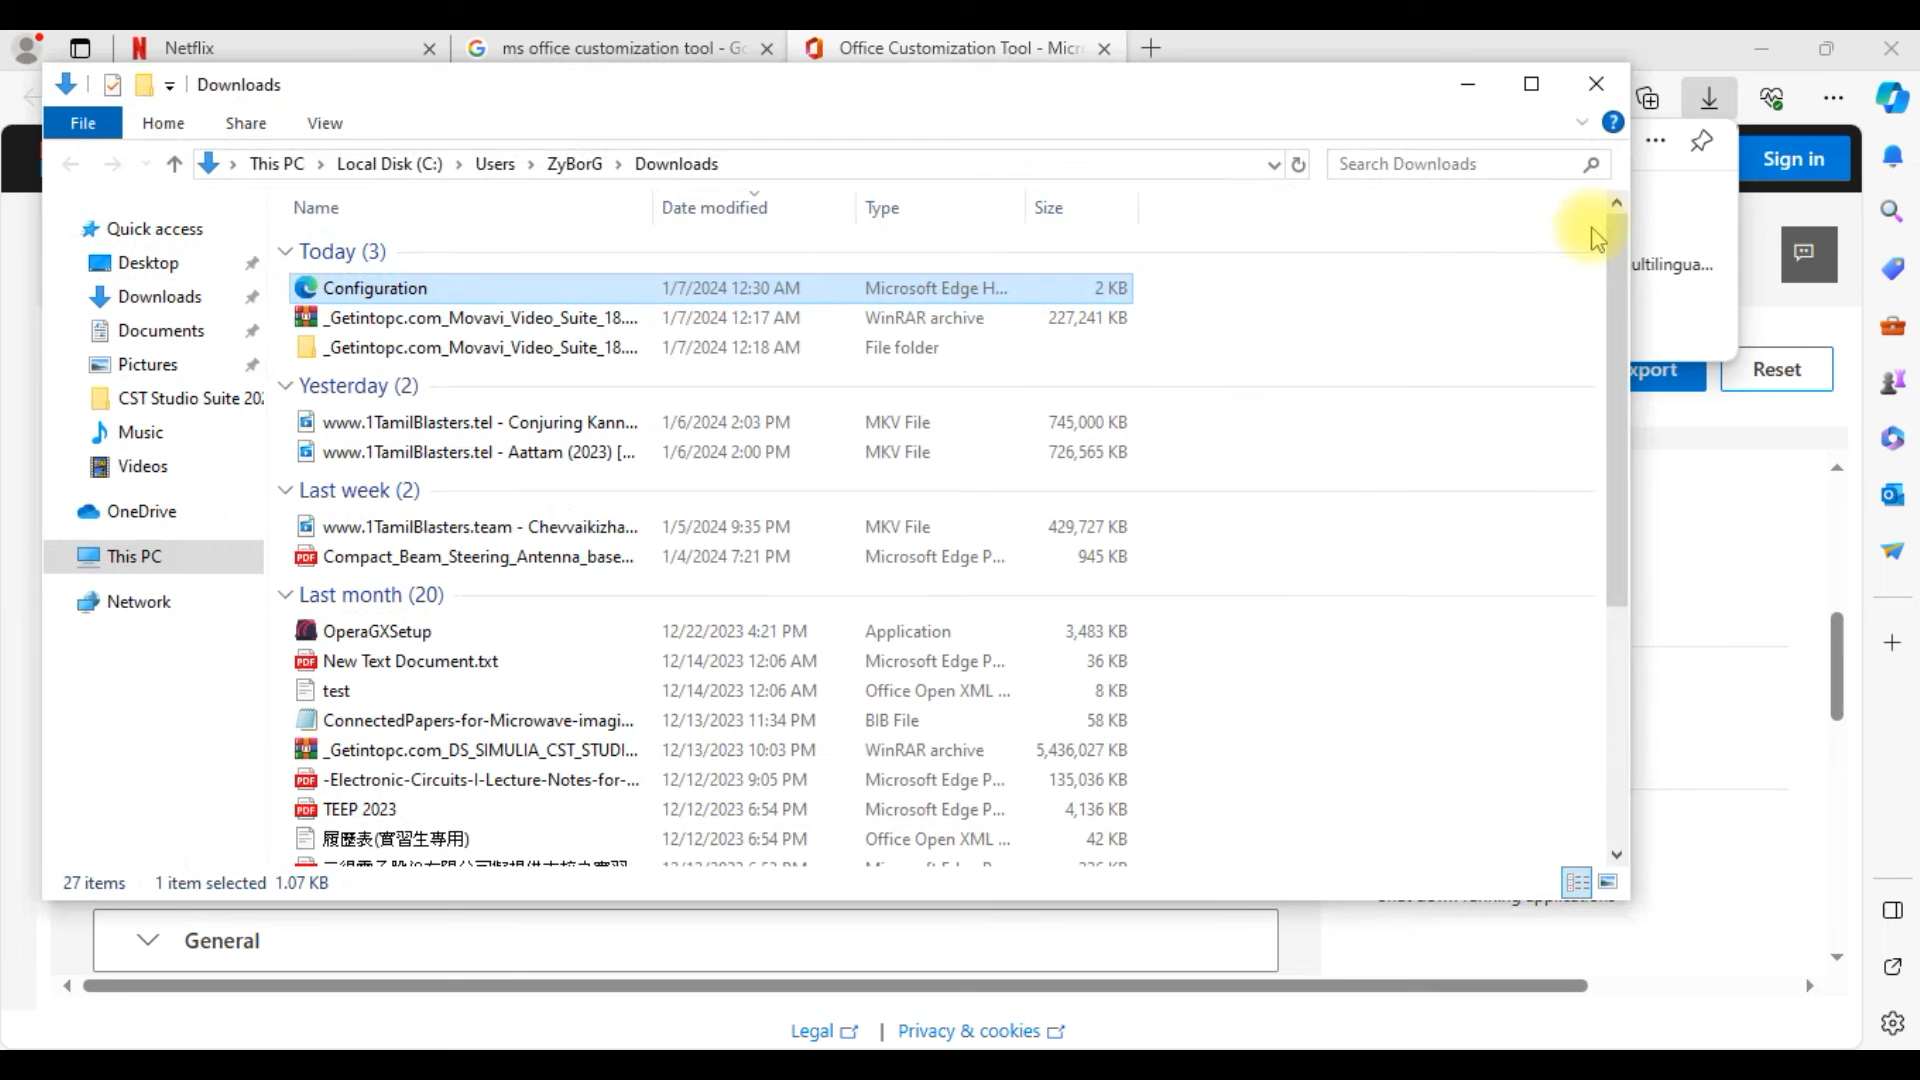 Netflix
ms office customization tool - Go
Office Customization Tool - Micr
Downloads
File Home Share View
This PC > Local Disk (C:) > Users > ZyBorG > Downloads
Search Downloads
Sign in
Name Date modified Type Size
Quick access
Desktop
Downloads
Documents
Pictures
CST Studio Suite 202
Music
Videos
OneDrive
This PC
Network
Today (3)
Configuration 1/7/2024 12:30 AM Microsoft Edge H... 2 KB
_Getintopc.com_Movavi_Video_Suite_18.... 1/7/2024 12:17 AM WinRAR archive 227,241 KB
_Getintopc.com_Movavi_Video_Suite_18.... 1/7/2024 12:18 AM File folder
Yesterday (2)
www.1TamilBlasters.tel - Conjuring Kann... 1/6/2024 2:03 PM MKV File 745,000 KB
www.1TamilBlasters.tel - Aattam (2023) [... 1/6/2024 2:00 PM MKV File 726,565 KB
Last week (2)
www.1TamilBlasters.team - Chevvaikizha... 1/5/2024 9:35 PM MKV File 429,727 KB
Compact_Beam_Steering_Antenna_base... 1/4/2024 7:21 PM Microsoft Edge P... 945 KB
Last month (20)
OperaGXSetup 12/22/2023 4:21 PM Application 3,483 KB
New Text Document.txt 12/14/2023 12:06 AM Microsoft Edge P... 36 KB
test 12/14/2023 12:06 AM Office Open XML ... 8 KB
ConnectedPapers-for-Microwave-imagi... 12/13/2023 11:34 PM BIB File 58 KB
_Getintopc.com_DS_SIMULIA_CST_STUDI... 12/13/2023 10:03 PM WinRAR archive 5,436,027 KB
-Electronic-Circuits-I-Lecture-Notes-for-... 12/12/2023 9:05 PM Microsoft Edge P... 135,036 KB
TEEP 2023 12/12/2023 6:54 PM Microsoft Edge P... 4,136 KB
履歷表(實習生專用) 12/12/2023 6:54 PM Office Open XML ... 42 KB
27 items 1 item selected 1.07 KB
ultilingua...
xport
Reset
General
Legal | Privacy & cookies